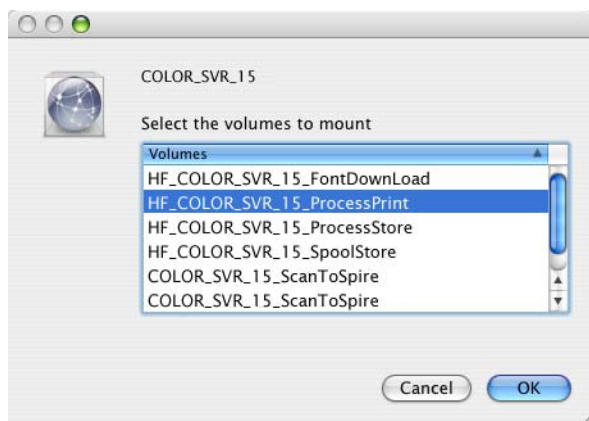 COLOR_SVR_15
Select the volumes to mount
Volumes
HF_COLOR_SVR_15_FontDownLoad
HF_COLOR_SVR_15_ProcessPrint
HF_COLOR_SVR_15_ProcessStore
HF_COLOR_SVR_15_SpoolStore
COLOR_SVR_15_ScanToSpire
COLOR_SVR_15_ScanToSpire
Cancel OK